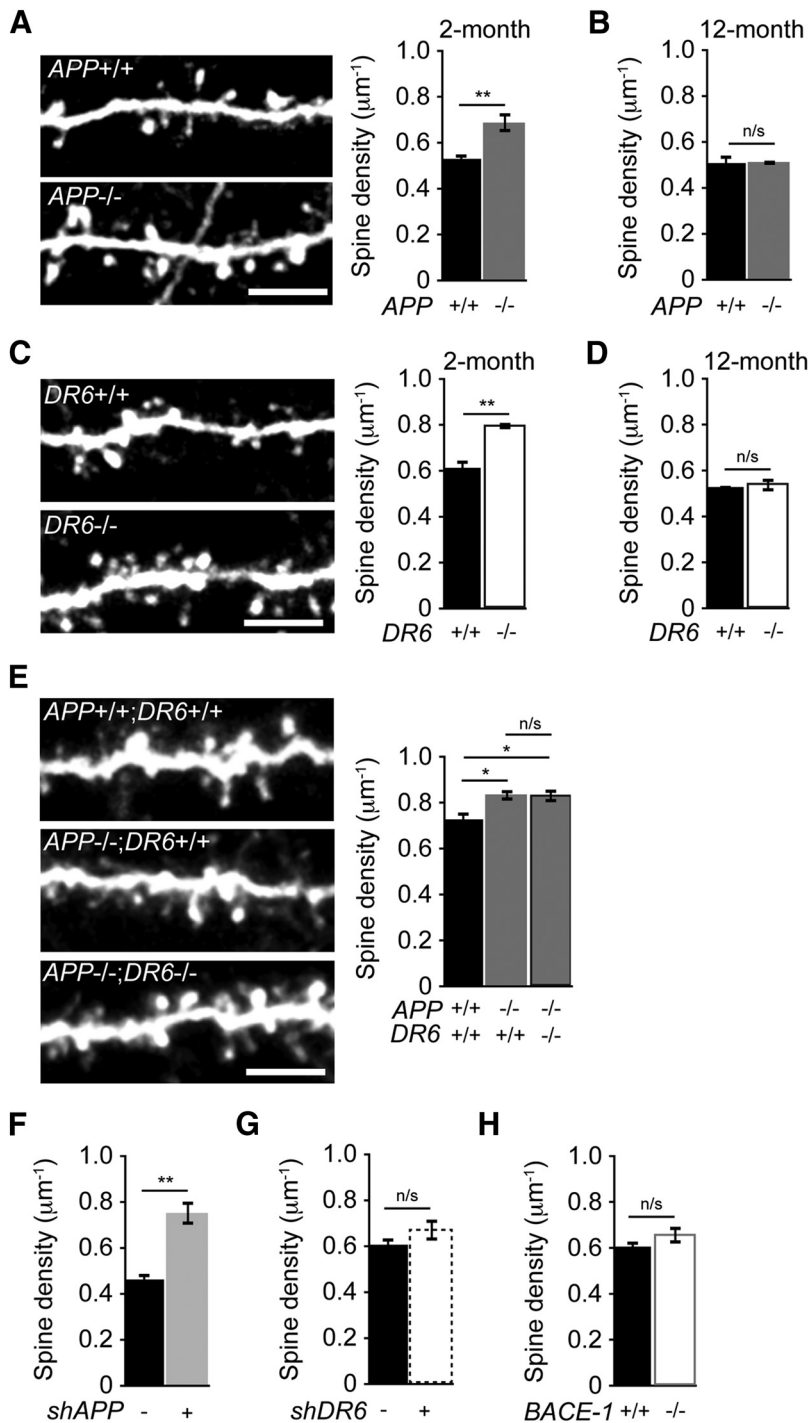 A
APP+/+
APP-/-
2-month
Spine density (μm-1)
1.0
0.8
0.6
0.4
0.2
0
**
APP +/+ -/-
B
12-month
Spine density (μm-1)
1.0
0.8
0.6
0.4
0.2
0
n/s
APP +/+ -/-
C
DR6+/+
DR6-/-
2-month
Spine density (μm-1)
1.0
0.8
0.6
0.4
0.2
0
**
DR6 +/+ -/-
D
12-month
Spine density (μm-1)
1.0
0.8
0.6
0.4
0.2
0
n/s
DR6 +/+ -/-
E
APP+/+;DR6+/+
APP-/-;DR6+/+
APP-/-;DR6-/-
Spine density (μm-1)
1.0
0.8
0.6
0.4
0.2
0
n/s
*
*
APP +/+ -/- -/-
DR6 +/+ +/+ -/-
F
Spine density (μm-1)
1.0
0.8
0.6
0.4
0.2
0
**
shAPP - +
G
Spine density (μm-1)
1.0
0.8
0.6
0.4
0.2
0
n/s
shDR6 - +
H
Spine density (μm-1)
1.0
0.8
0.6
0.4
0.2
0
n/s
BACE-1 +/+ -/-